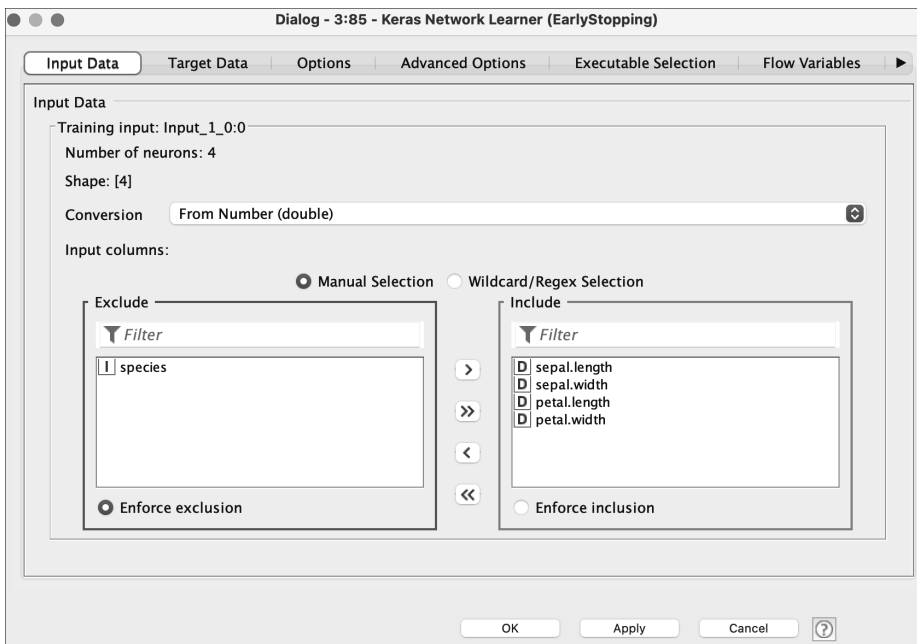 Dialog - 3:85 - Keras Network Learner (EarlyStopping)
Input Data Target Data Options Advanced Options Executable Selection Flow Variables
Input Data
Training input: Input_1_0:0
Number of neurons: 4
Shape: [4]
Conversion From Number (double)
Input columns:
Manual Selection Wildcard/Regex Selection
Exclude Include
Filter Filter
I species D sepal.length
D sepal.width
D petal.length
D petal.width
Enforce exclusion Enforce inclusion
OK Apply Cancel ?